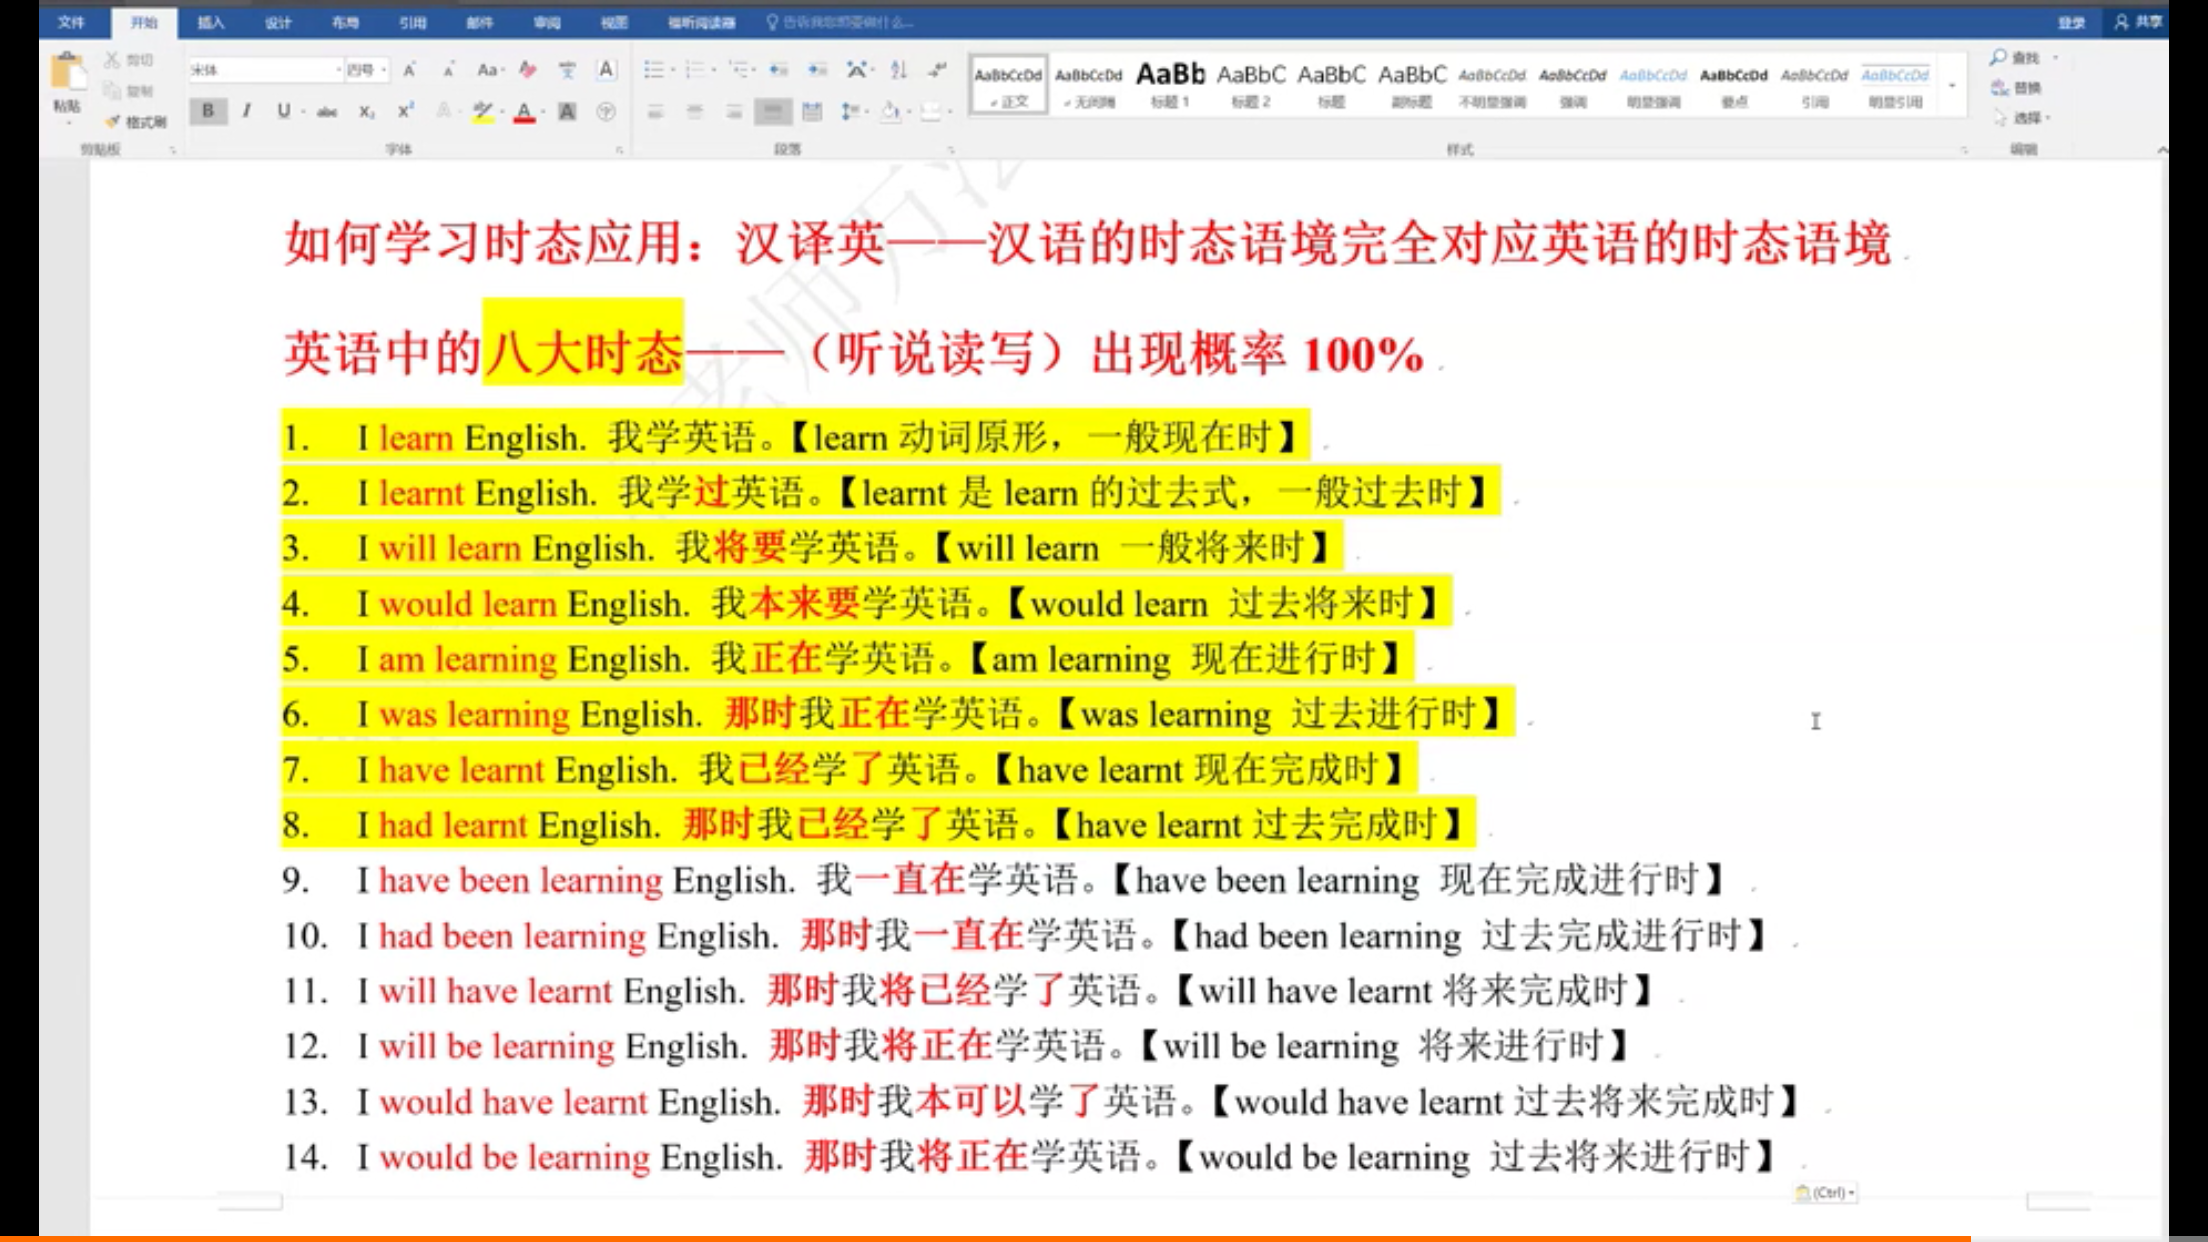 文件 开始 插入 设计 布局 引用 邮件 审阅 视图 福昕阅读器 告诉我您想要做什么... 登录 共享
剪切
复制
粘贴
格式刷
宋体 四号
B I U abc X₂ X²
AaBbCcDd AaBbCcDd AaBb AaBbC AaBbC AaBbC AaBbCcDd AaBbCcDd AaBbCcDd AaBbCcDd AaBbCcDd AaBbCcDd
正文 无间隔 标题 1 标题 2 标题 副标题 不明显强调 强调 明显强调 要点 引用 明显引用
查找
替换
选择
剪贴板 字体 段落 样式 编辑
如何学习时态应用：汉译英——汉语的时态语境完全对应英语的时态语境
英语中的八大时态——（听说读写）出现概率 100%
1. I learn English. 我学英语。【learn 动词原形，一般现在时】
2. I learnt English. 我学过英语。【learnt 是 learn 的过去式，一般过去时】
3. I will learn English. 我将要学英语。【will learn 一般将来时】
4. I would learn English. 我本来要学英语。【would learn 过去将来时】
5. I am learning English. 我正在学英语。【am learning 现在进行时】
6. I was learning English. 那时我正在学英语。【was learning 过去进行时】
7. I have learnt English. 我已经学了英语。【have learnt 现在完成时】
8. I had learnt English. 那时我已经学了英语。【have learnt 过去完成时】
9. I have been learning English. 我一直在学英语。【have been learning 现在完成进行时】
10. I had been learning English. 那时我一直在学英语。【had been learning 过去完成进行时】
11. I will have learnt English. 那时我将已经学了英语。【will have learnt 将来完成时】
12. I will be learning English. 那时我将正在学英语。【will be learning 将来进行时】
13. I would have learnt English. 那时我本可以学了英语。【would have learnt 过去将来完成时】
14. I would be learning English. 那时我将正在学英语。【would be learning 过去将来进行时】
(Ctrl)